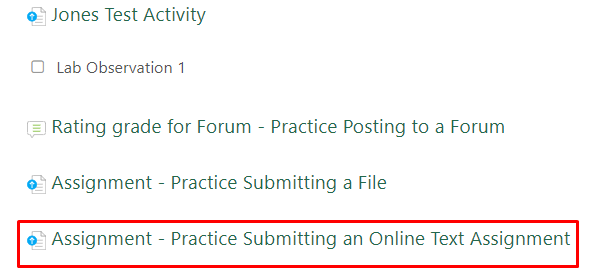 Jones Test Activity
Lab Observation 1
Rating grade for Forum - Practice Posting to a Forum
Assignment - Practice Submitting a File
Assignment - Practice Submitting an Online Text Assignment